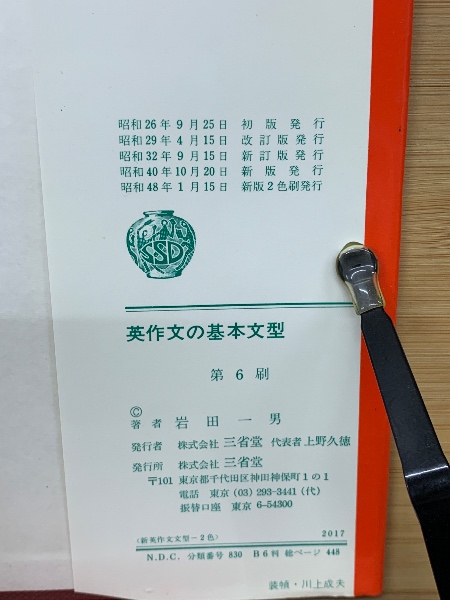 昭和26年9月25日 初版発行
昭和29年4月15日 改訂版発行
昭和32年9月15日 新訂版発行
昭和40年10月20日 新版発行
昭和48年1月15日 新版2色刷発行
SSD
英作文の基本文型
第6刷
© 著者 岩田一男
発行者 株式会社 三省堂 代表者 上野久徳
発行所 株式会社 三省堂
〒101 東京都千代田区神田神保町1の1
電話 東京 (03) 293-3441 (代)
振替口座 東京 6-54300
〈新英作文文型－2色〉 2017
N.D.C. 分類番号 830 B6判 総ページ 448
装幀・川上成夫